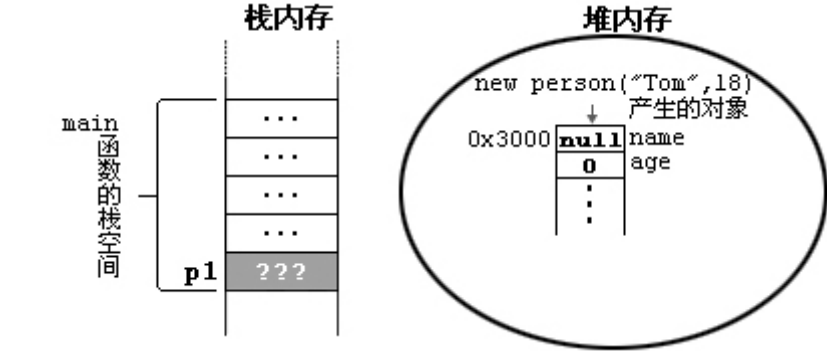 栈内存
堆内存
main
函数的栈空间
...
...
...
...
p1 ???
new person("Tom",18)
产生的对象
0x3000 null name
0 age